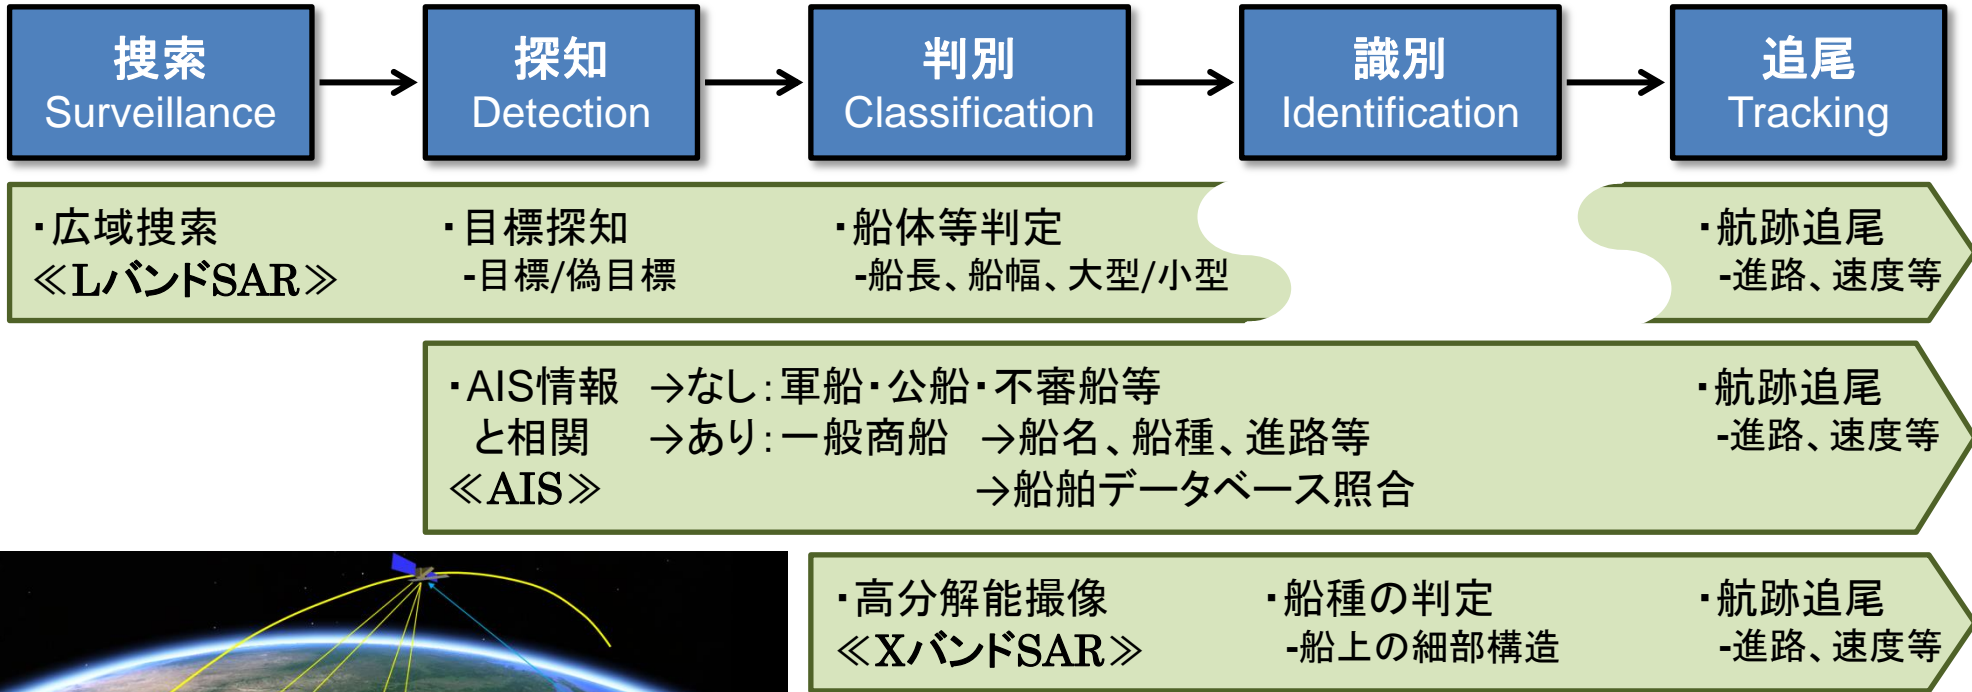 捜索
Surveillance
探知
Detection
判別
Classification
識別
Identification
追尾
Tracking
・広域捜索
≪LバンドSAR≫
・目標探知
-目標/偽目標
・船体等判定
-船長、船幅、大型/小型
・航跡追尾
-進路、速度等
・AIS情報 →なし：軍船・公船・不審船等
と相関 →あり：一般商船 →船名、船種、進路等
≪AIS≫ →船舶データベース照合
・航跡追尾
-進路、速度等
・高分解能撮像
≪XバンドSAR≫
・船種の判定
-船上の細部構造
・航跡追尾
-進路、速度等